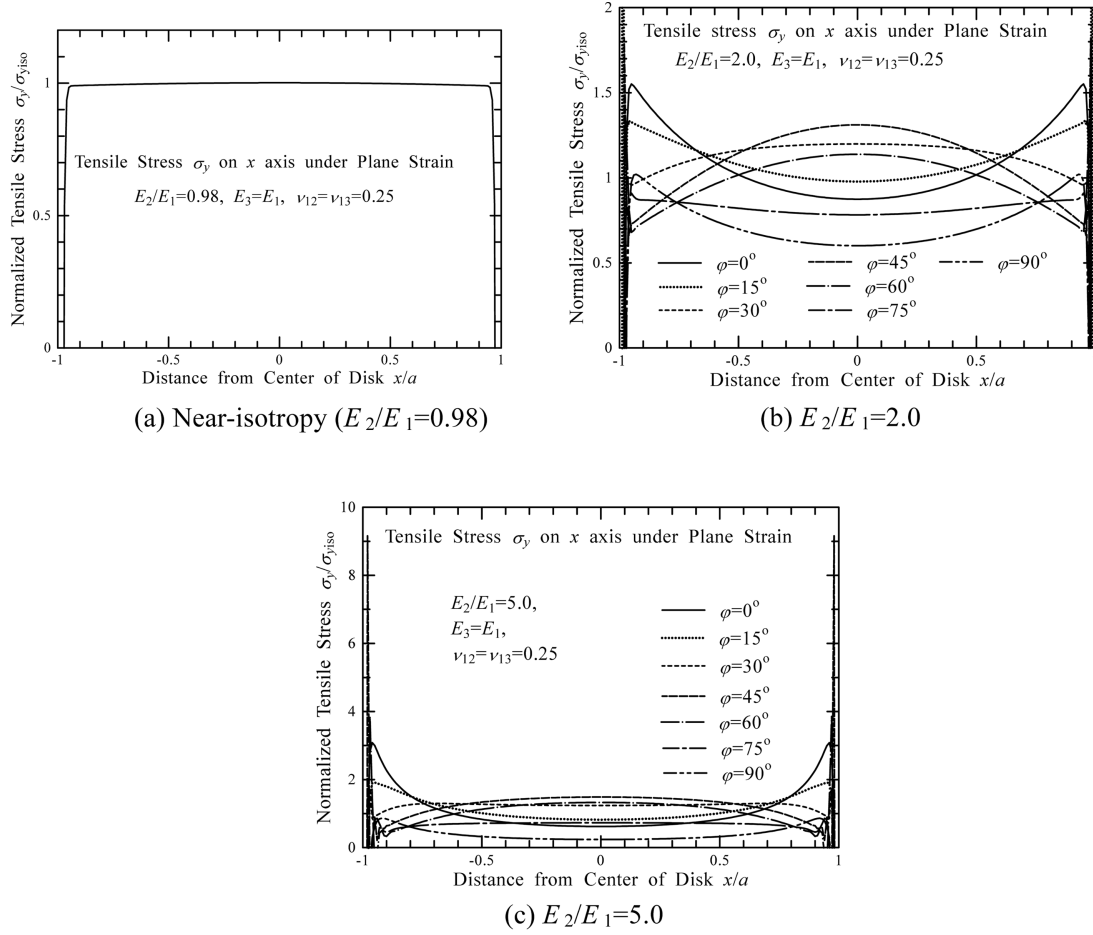 Normalized Tensile Stress σy/σyiso
1
0.5
0
Tensile Stress σy on x axis under Plane Strain
E2/E1=0.98, E3=E1, ν12=ν13=0.25
-1 -0.5 0 0.5 1
Distance from Center of Disk x/a
(a) Near-isotropy (E2/E1=0.98)
Normalized Tensile Stress σy/σyiso
2
1.5
1
0.5
0
Tensile stress σy on x axis under Plane Strain
E2/E1=2.0, E3=E1, ν12=ν13=0.25
φ=0° φ=45° φ=90°
φ=15° φ=60°
φ=30° φ=75°
-1 -0.5 0 0.5
Distance from Center of Disk x/a
(b) E2/E1=2.0
Normalized Tensile Stress σy/σyiso
10
8
6
4
2
0
Tensile Stress σy on x axis under Plane Strain
E2/E1=5.0,
E3=E1,
ν12=ν13=0.25
φ=0°
φ=15°
φ=30°
φ=45°
φ=60°
φ=75°
φ=90°
-1 -0.5 0 0.5 1
Distance from Center of Disk x/a
(c) E2/E1=5.0